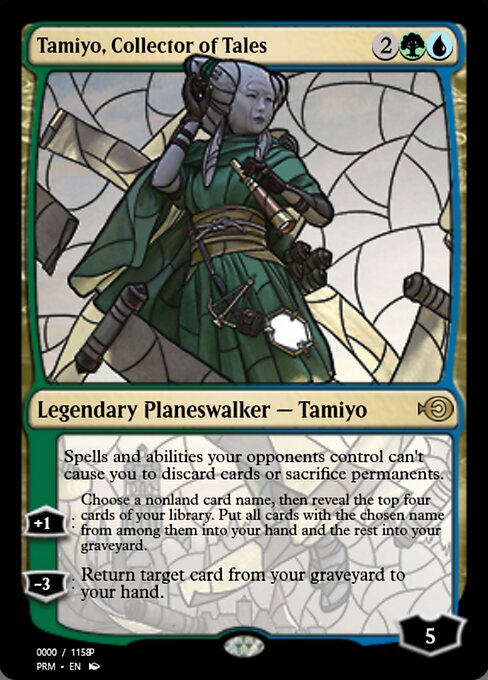 Tamiyo, Collector of Tales 2
Legendary Planeswalker — Tamiyo
Spells and abilities your opponents control can't
cause you to discard cards or sacrifice permanents.
+1 : Choose a nonland card name, then reveal the top four
cards of your library. Put all cards with the chosen name
from among them into your hand and the rest into your
graveyard.
-3 : Return target card from your graveyard to
your hand.
5
0000 / 1158P
PRM • EN